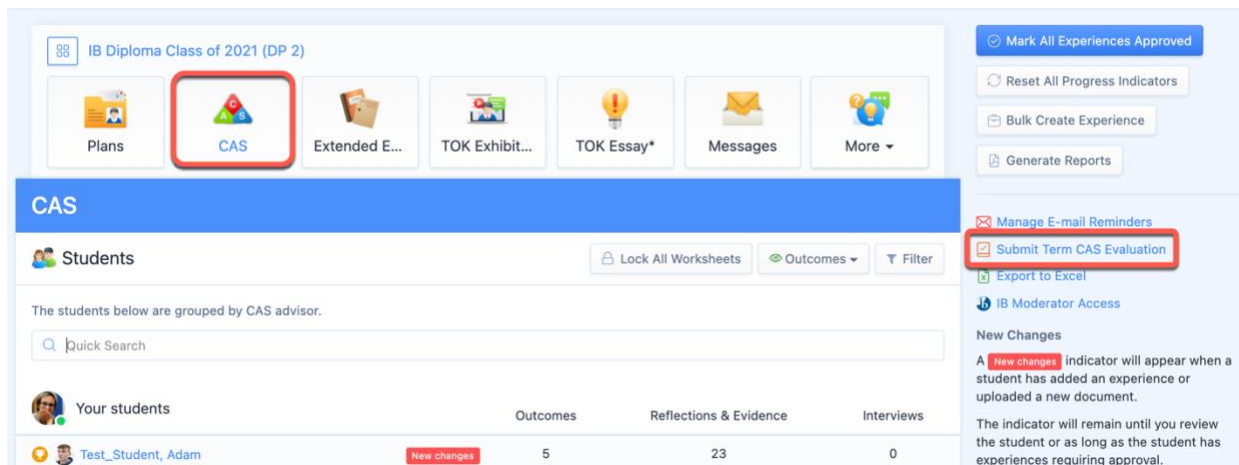 IB Diploma Class of 2021 (DP 2)
Plans
CAS
Extended E...
TOK Exhibit...
TOK Essay*
Messages
More
CAS
Students
Lock All Worksheets
Outcomes
Filter
The students below are grouped by CAS advisor.
Quick Search
Your students
Outcomes
Reflections & Evidence
Interviews
Test_Student, Adam
New changes
5
23
0
Mark All Experiences Approved
Reset All Progress Indicators
Bulk Create Experience
Generate Reports
Manage E-mail Reminders
Submit Term CAS Evaluation
Export to Excel
IB Moderator Access
New Changes
A New changes indicator will appear when a
student has added an experience or
uploaded a new document.
The indicator will remain until you review
the student or as long as the student has
experiences requiring approval.